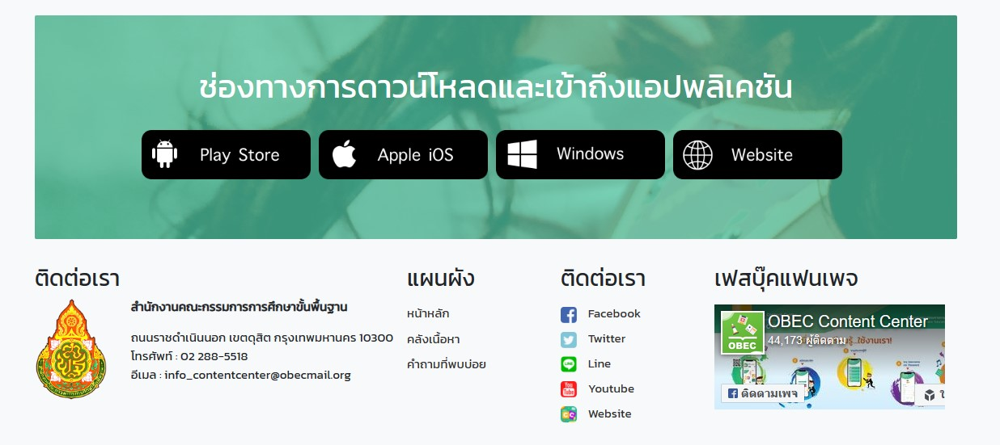 ช่องทางการดาวน์โหลดและเข้าถึงแอปพลิเคชัน
Play Store
Apple iOS
Windows
Website
ติดต่อเรา
สำนักงานคณะกรรมการการศึกษาขั้นพื้นฐาน
ถนนราชดำเนินนอก เขตดุสิต กรุงเทพมหานคร 10300
โทรศัพท์ : 02 288-5518
อีเมล : info_contentcenter@obecmail.org
แผนผัง
หน้าหลัก
คลังเนื้อหา
คำถามที่พบบ่อย
ติดต่อเรา
Facebook
Twitter
Line
Youtube
Website
เฟสบุ๊คแฟนเพจ
OBEC Content Center
44,173 ผู้ติดตาม
OBEC
ติดตามเพจ